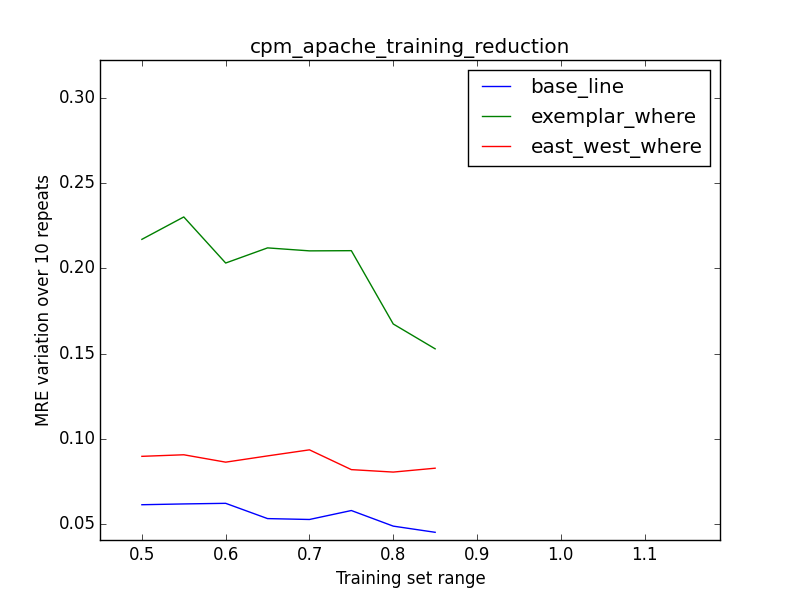 cpm_apache_training_reduction
base_line
exemplar_where
east_west_where
MRE variation over 10 repeats
0.30
0.25
0.20
0.15
0.10
0.05
0.5 0.6 0.7 0.8 0.9 1.0 1.1
Training set range